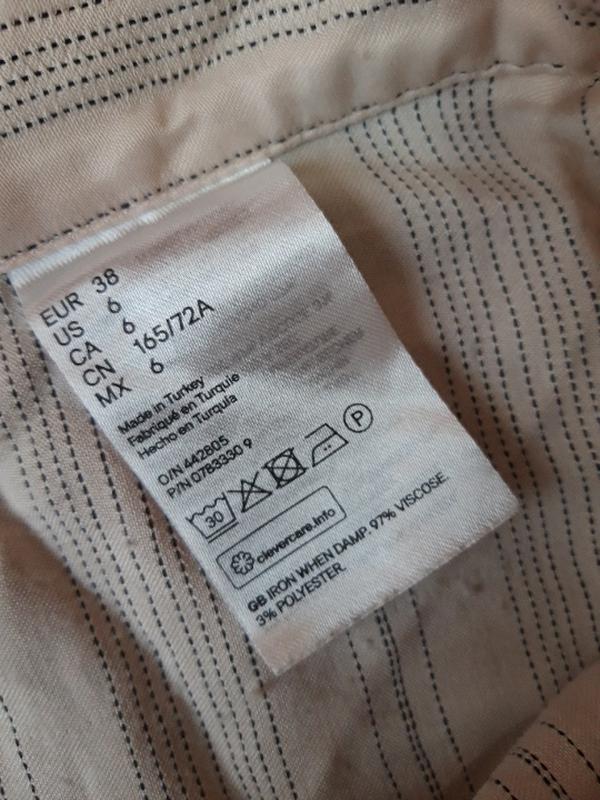 EUR 38
US 6
CA 6
CN 165/72A
MX 6
Made in Turkey
Fabriqué en Turquie
Hecho en Turquía
O/N 442805
P/N 0783330 9
30
P
clevercare.info
GB IRON WHEN DAMP. 97% VISCOSE.
3% POLYESTER.